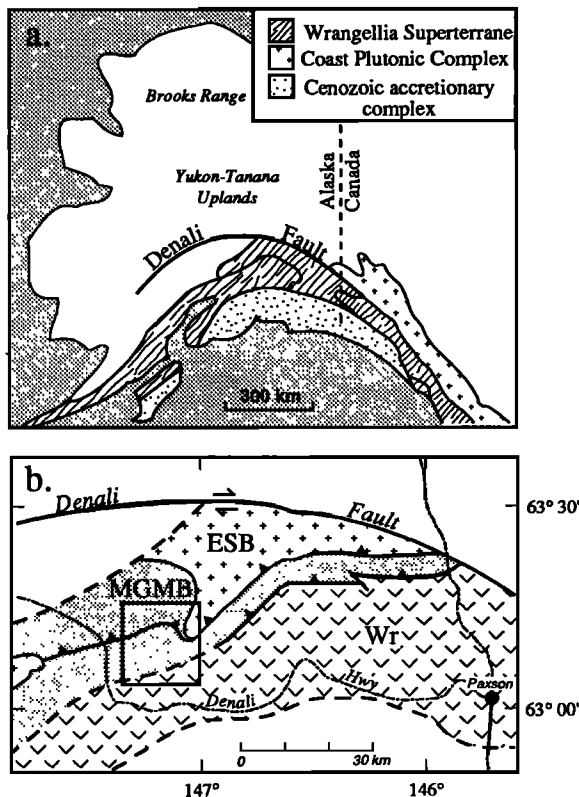 a.
Wrangellia Superterrane
Coast Plutonic Complex
Cenozoic accretionary
complex
Brooks Range
Yukon-Tanana
Uplands
Alaska
Canada
Denali Fault
300 km
b.
Denali Fault
63° 30'
ESB
MGMB
Wr
Denali Hwy
Paxson
63° 00'
0 30 km
147° 146°